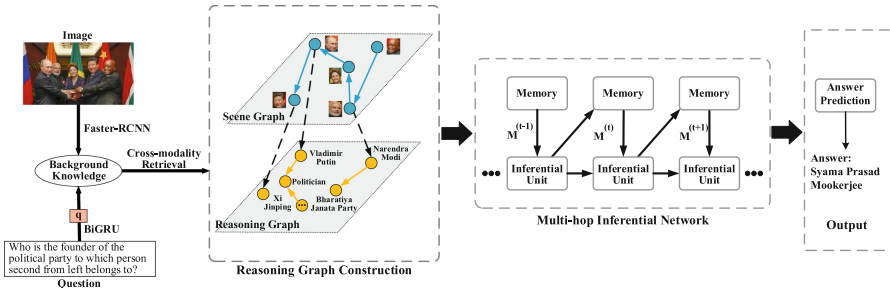 Image
Faster-RCNN
Background
Knowledge
Cross-modality
Retrieval
q
BiGRU
Who is the founder of the
political party to which person
second from left belongs to?
Question
Scene Graph
Vladimir
Putin
Narendra
Modi
Politician
Xi
Jinping
Bharatiya
Janata Party
Reasoning Graph
Reasoning Graph Construction
Memory
Memory
Memory
M(t-1)
M(t)
M(t+1)
Inferential
Unit
Inferential
Unit
Inferential
Unit
Multi-hop Inferential Network
Answer
Prediction
Answer:
Syama Prasad
Mookerjee
Output